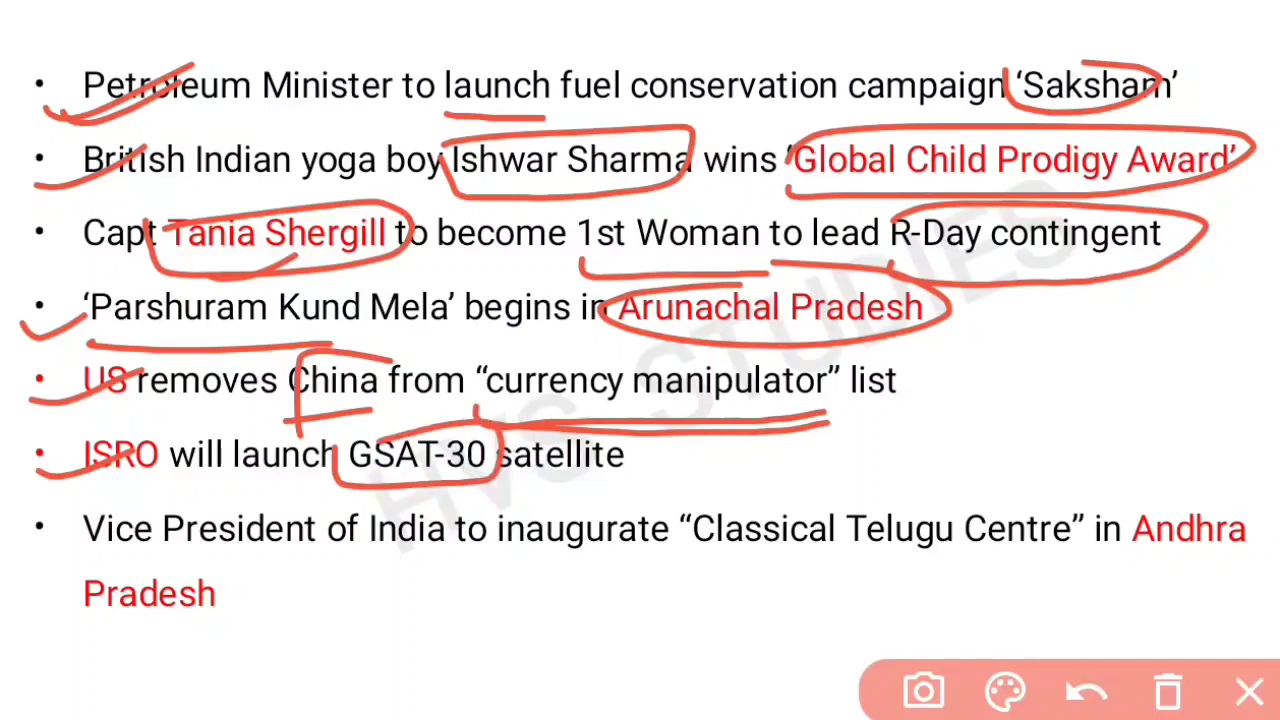 • Petroleum Minister to launch fuel conservation campaign ‘Saksham’
• British Indian yoga boy Ishwar Sharma wins ‘Global Child Prodigy Award’
• Capt Tania Shergill to become 1st Woman to lead R-Day contingent
• ‘Parshuram Kund Mela’ begins in Arunachal Pradesh
• US removes China from “currency manipulator” list
• ISRO will launch GSAT-30 satellite
• Vice President of India to inaugurate “Classical Telugu Centre” in Andhra
Pradesh
HVS STUDIES